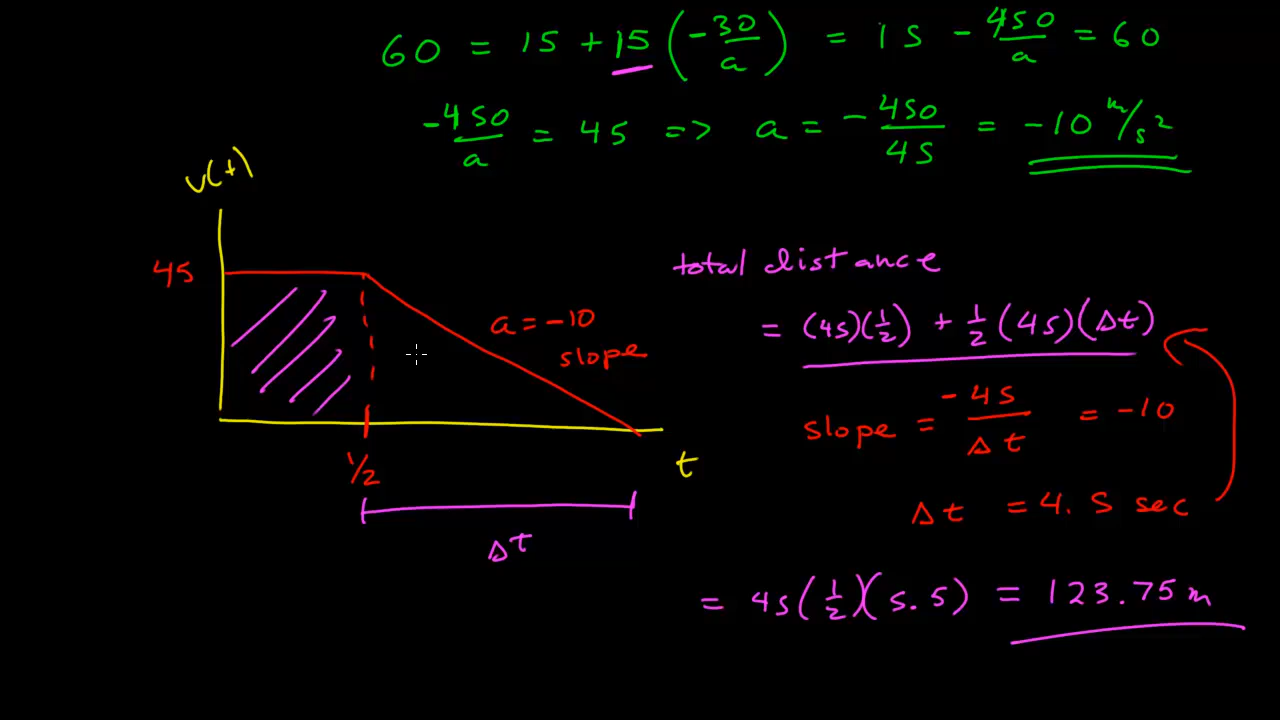 60 = 15 + 15 (-30/a) = 15 - 450/a = 60
-450/a = 45 => a = -450/45 = -10 m/s²
v(t)
45
a = -10
slope
1/2
t
Δt
total distance
= (45)(1/2) + 1/2 (45)(Δt)
slope = -45/Δt = -10
Δt = 4.5 sec
= 45(1/2)(5.5) = 123.75 m